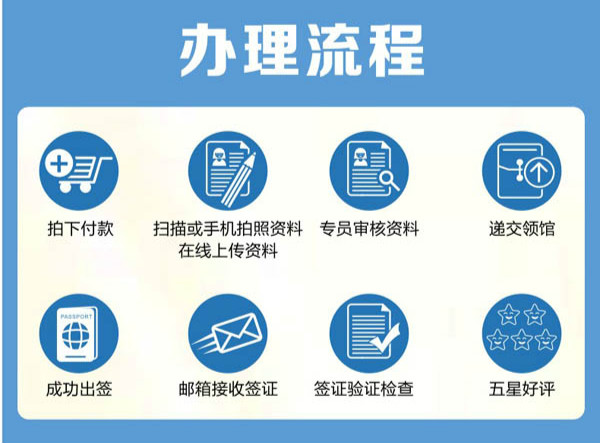 办理流程
拍下付款
扫描或手机拍照资料
在线上传资料
专员审核资料
递交领馆
PASSPORT
成功出签
邮箱接收签证
签证验证检查
五星好评